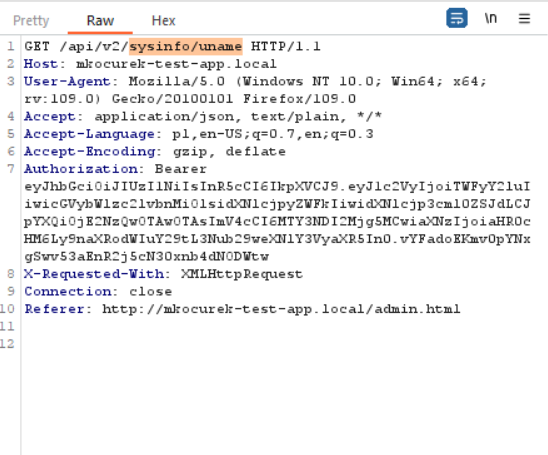 Pretty Raw Hex \n
1 GET /api/v2/sysinfo/uname HTTP/1.1
2 Host: mkocurek-test-app.local
3 User-Agent: Mozilla/5.0 (Windows NT 10.0; Win64; x64;
rv:109.0) Gecko/20100101 Firefox/109.0
4 Accept: application/json, text/plain, */*
5 Accept-Language: pl,en-US;q=0.7,en;q=0.3
6 Accept-Encoding: gzip, deflate
7 Authorization: Bearer
8 X-Requested-With: XMLHttpRequest
9 Connection: close
10 Referer: http://mkocurek-test-app.local/admin.html
11
12